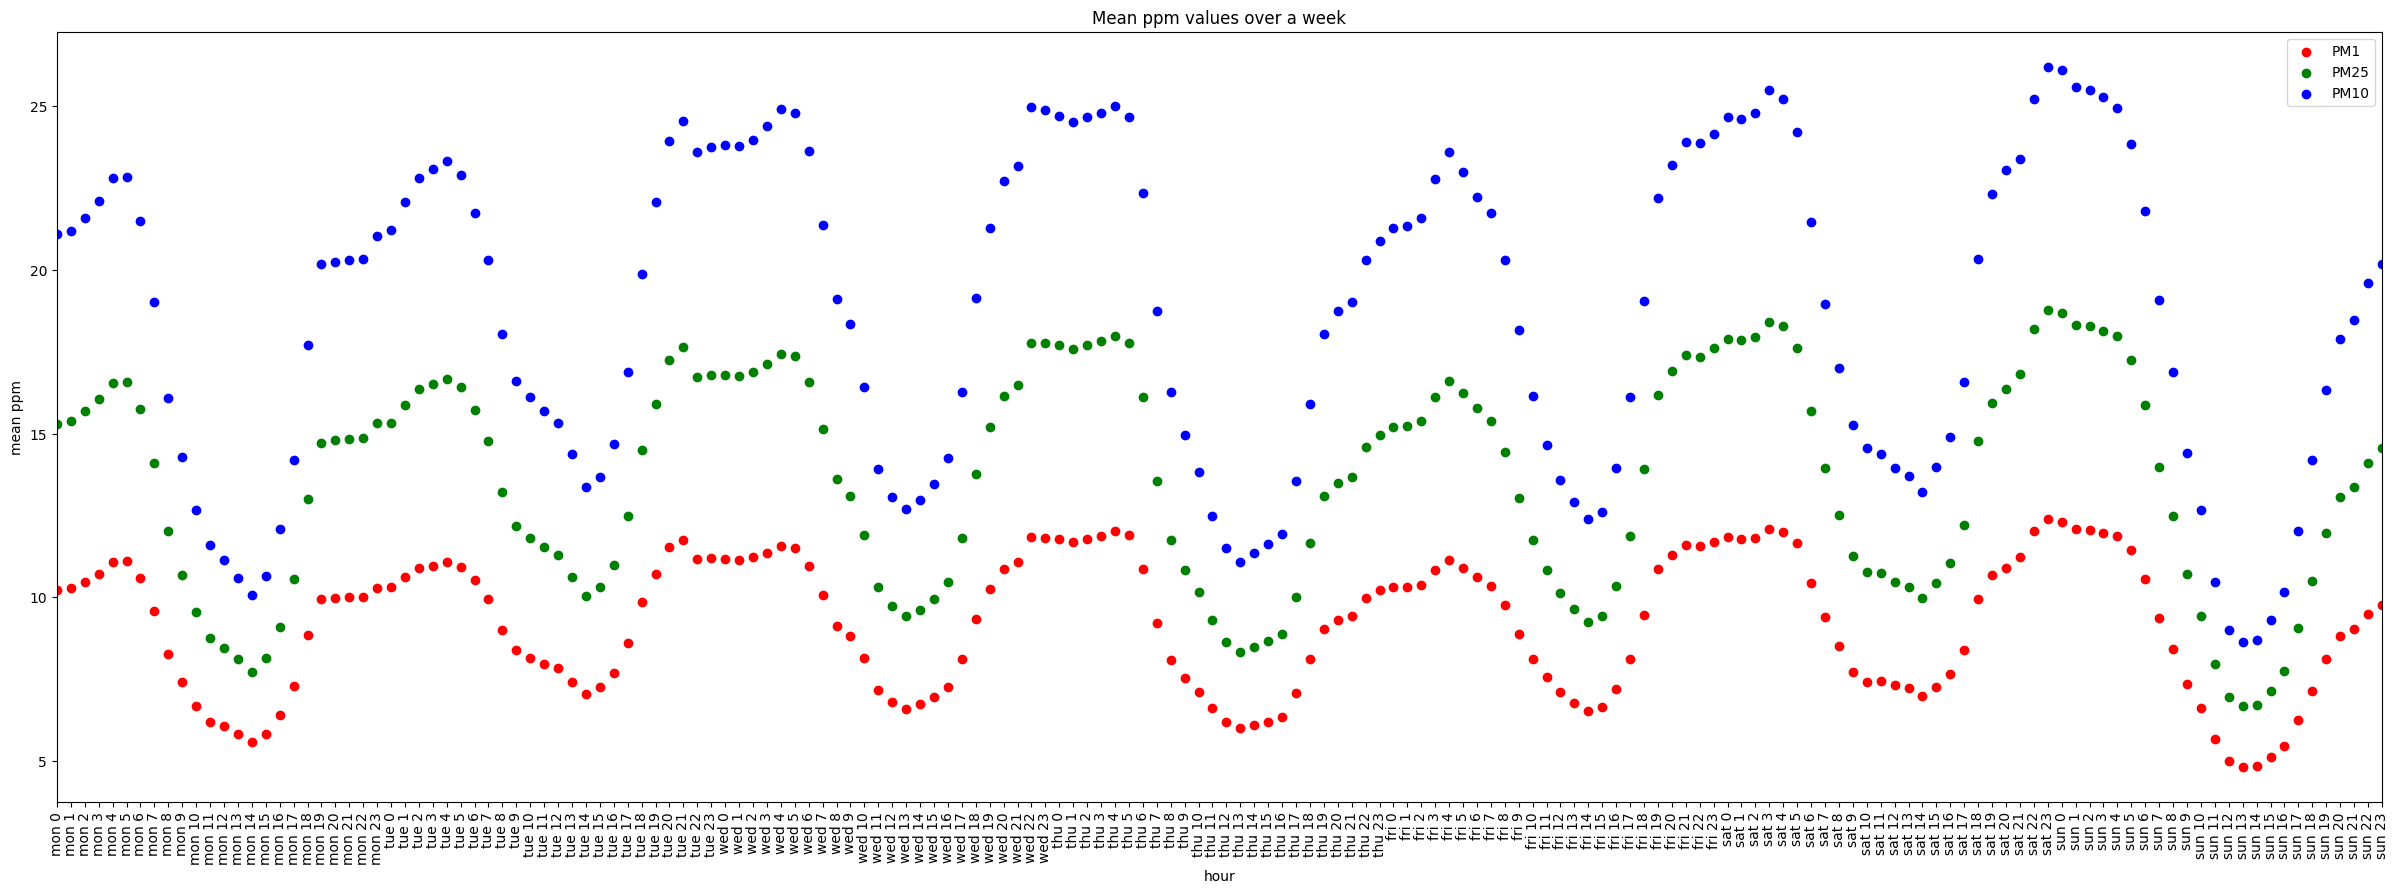 Mean ppm values over a week
PM1
PM25
PM10
25
20
15
10
5
mean ppm
mon 0
mon 1
mon 2
mon 3
mon 4
mon 5
mon 6
mon 7
mon 8
mon 9
mon 10
mon 11
mon 12
mon 13
mon 14
mon 15
mon 16
mon 17
mon 18
mon 19
mon 20
mon 21
mon 22
mon 23
tue 0
tue 1
tue 2
tue 3
tue 4
tue 5
tue 6
tue 7
tue 8
tue 9
tue 10
tue 11
tue 12
tue 13
tue 14
tue 15
tue 16
tue 17
tue 18
tue 19
tue 20
tue 21
tue 22
tue 23
wed 0
wed 1
wed 2
wed 3
wed 4
wed 5
wed 6
wed 7
wed 8
wed 9
wed 10
wed 11
wed 12
wed 13
wed 14
wed 15
wed 16
wed 17
wed 18
wed 19
wed 20
wed 21
wed 22
wed 23
thu 0
thu 1
thu 2
thu 3
thu 4
thu 5
thu 6
thu 7
thu 8
thu 9
thu 10
thu 11
thu 12
thu 13
thu 14
thu 15
thu 16
thu 17
thu 18
thu 19
thu 20
thu 21
thu 22
thu 23
fri 0
fri 1
fri 2
fri 3
fri 4
fri 5
fri 6
fri 7
fri 8
fri 9
fri 10
fri 11
fri 12
fri 13
fri 14
fri 15
fri 16
fri 17
fri 18
fri 19
fri 20
fri 21
fri 22
fri 23
sat 0
sat 1
sat 2
sat 3
sat 4
sat 5
sat 6
sat 7
sat 8
sat 9
sat 10
sat 11
sat 12
sat 13
sat 14
sat 15
sat 16
sat 17
sat 18
sat 19
sat 20
sat 21
sat 22
sat 23
sun 0
sun 1
sun 2
sun 3
sun 4
sun 5
sun 6
sun 7
sun 8
sun 9
sun 10
sun 11
sun 12
sun 13
sun 14
sun 15
sun 16
sun 17
sun 18
sun 19
sun 20
sun 21
sun 22
sun 23
hour